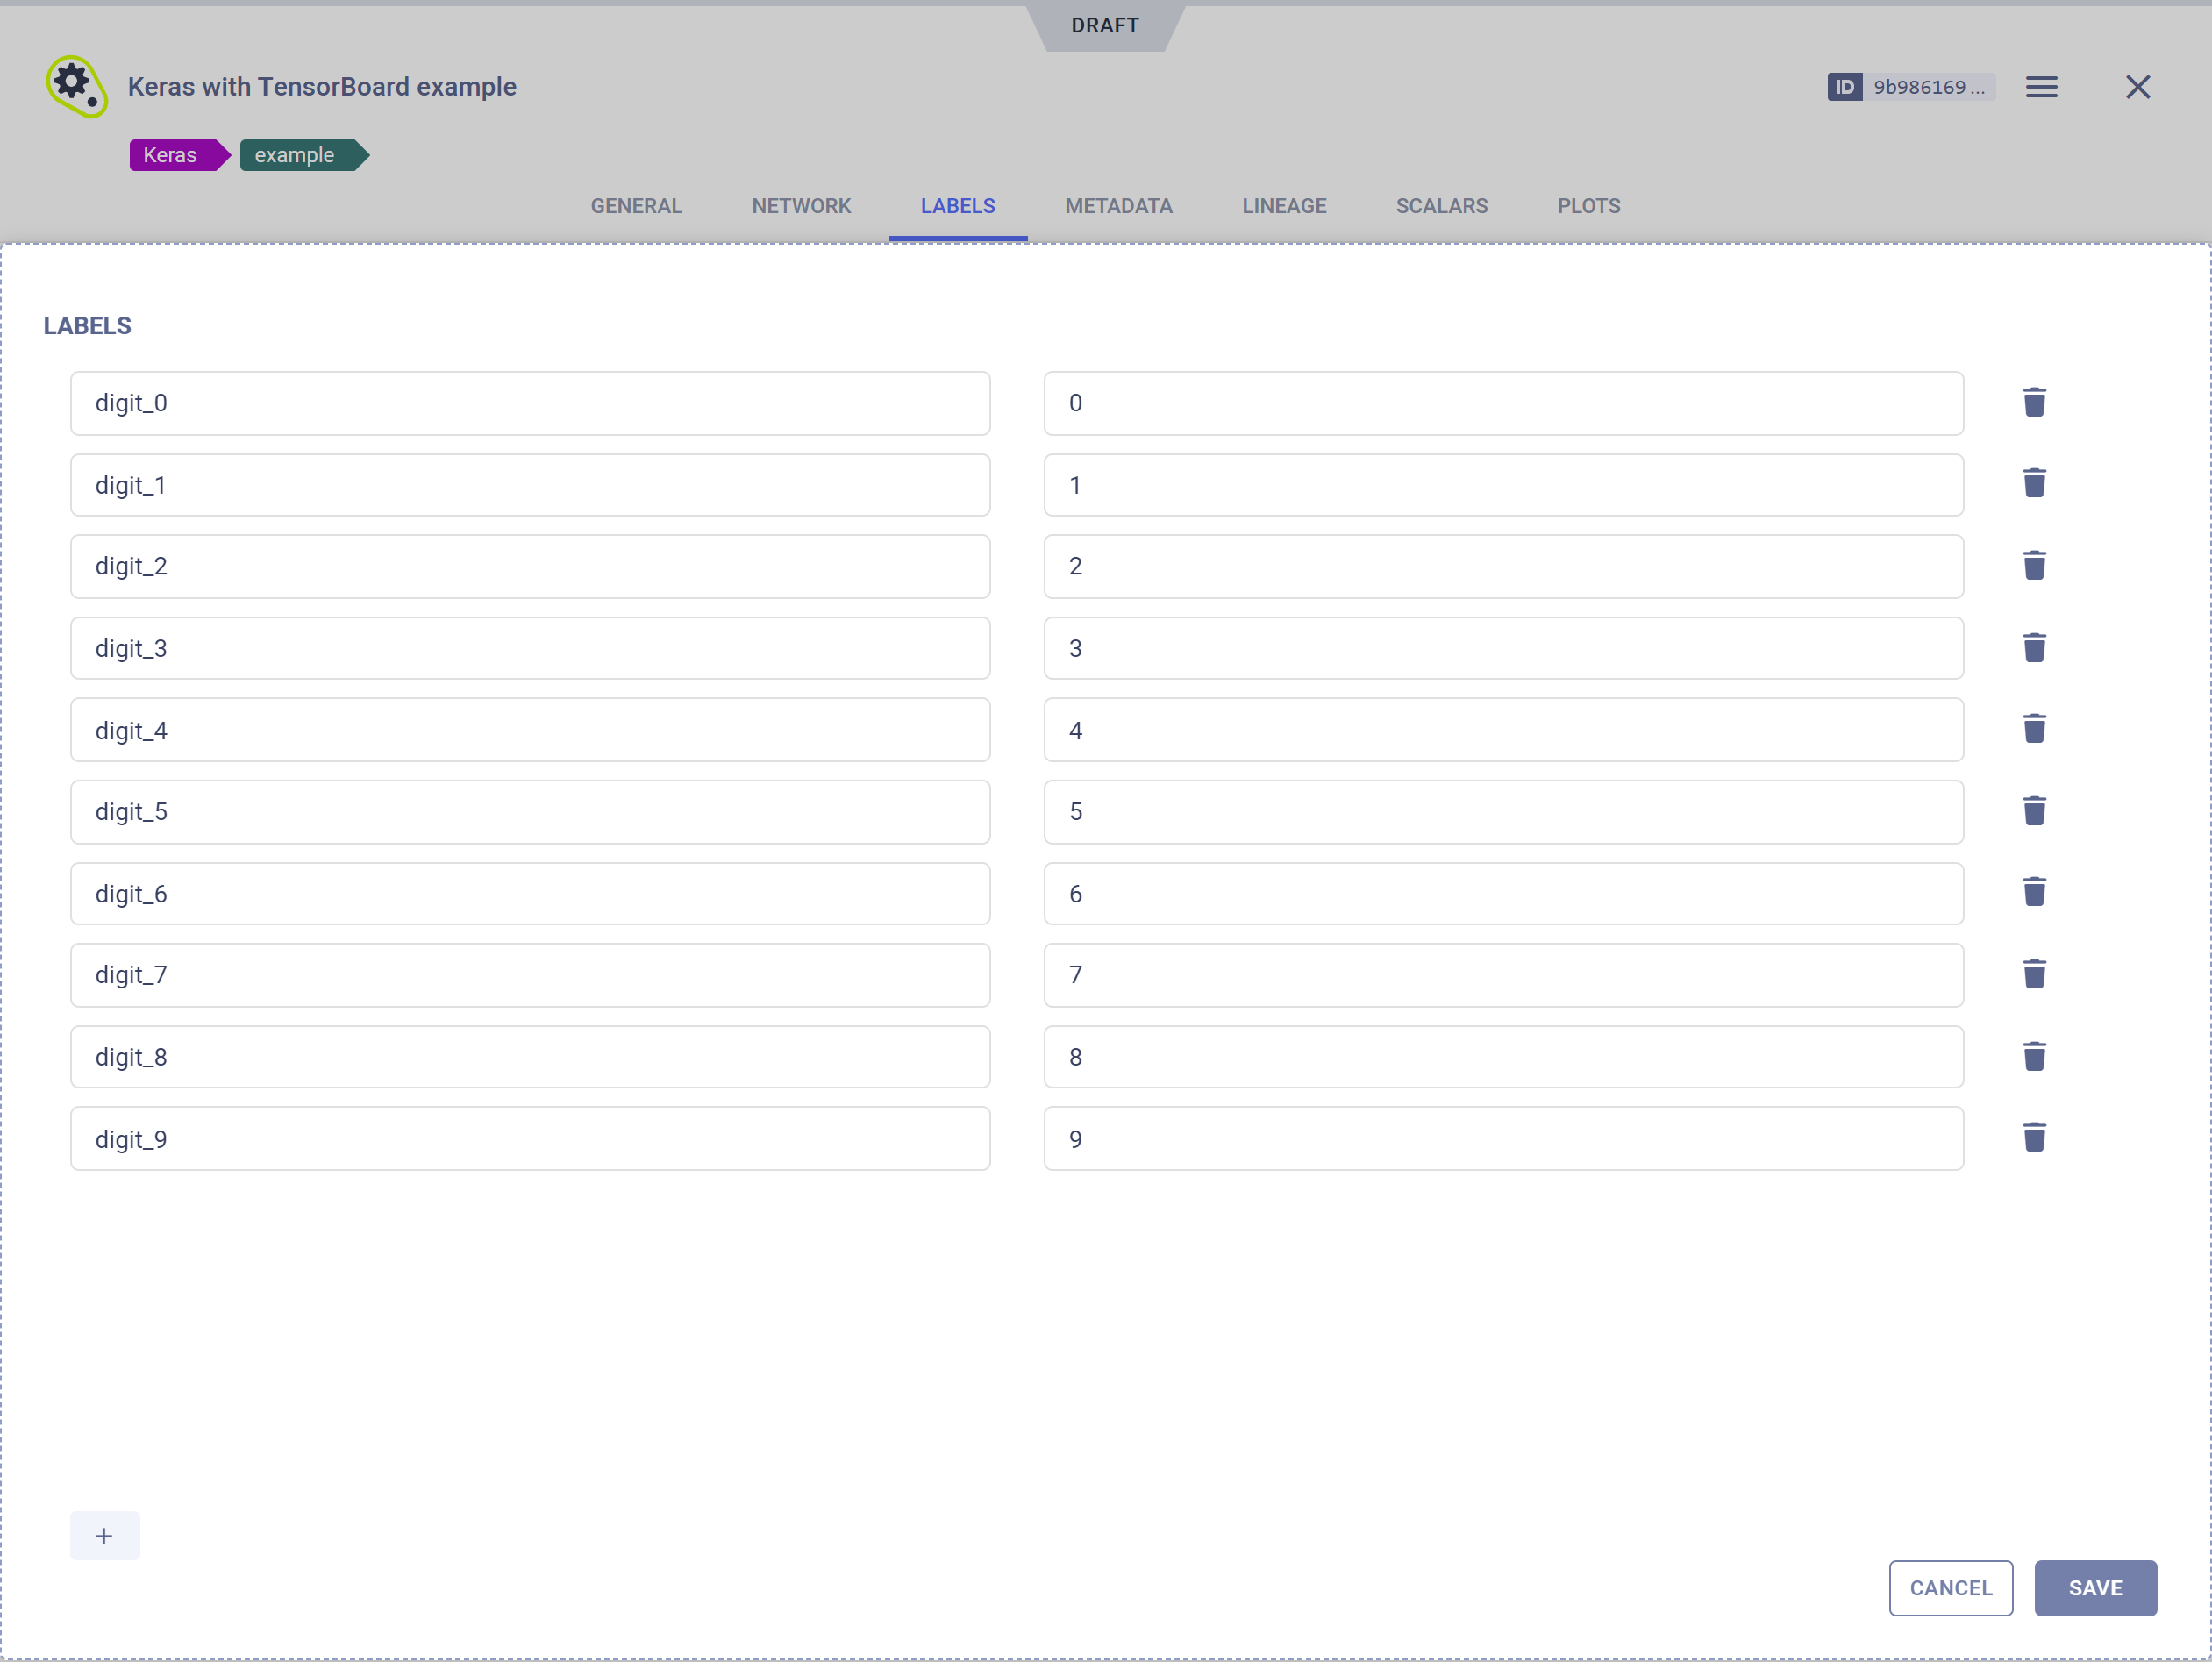 DRAFT
Keras with TensorBoard example
ID 9b986169 ...
Keras example
GENERAL NETWORK LABELS METADATA LINEAGE SCALARS PLOTS
LABELS
digit_0 0
digit_1 1
digit_2 2
digit_3 3
digit_4 4
digit_5 5
digit_6 6
digit_7 7
digit_8 8
digit_9 9
+
CANCEL SAVE